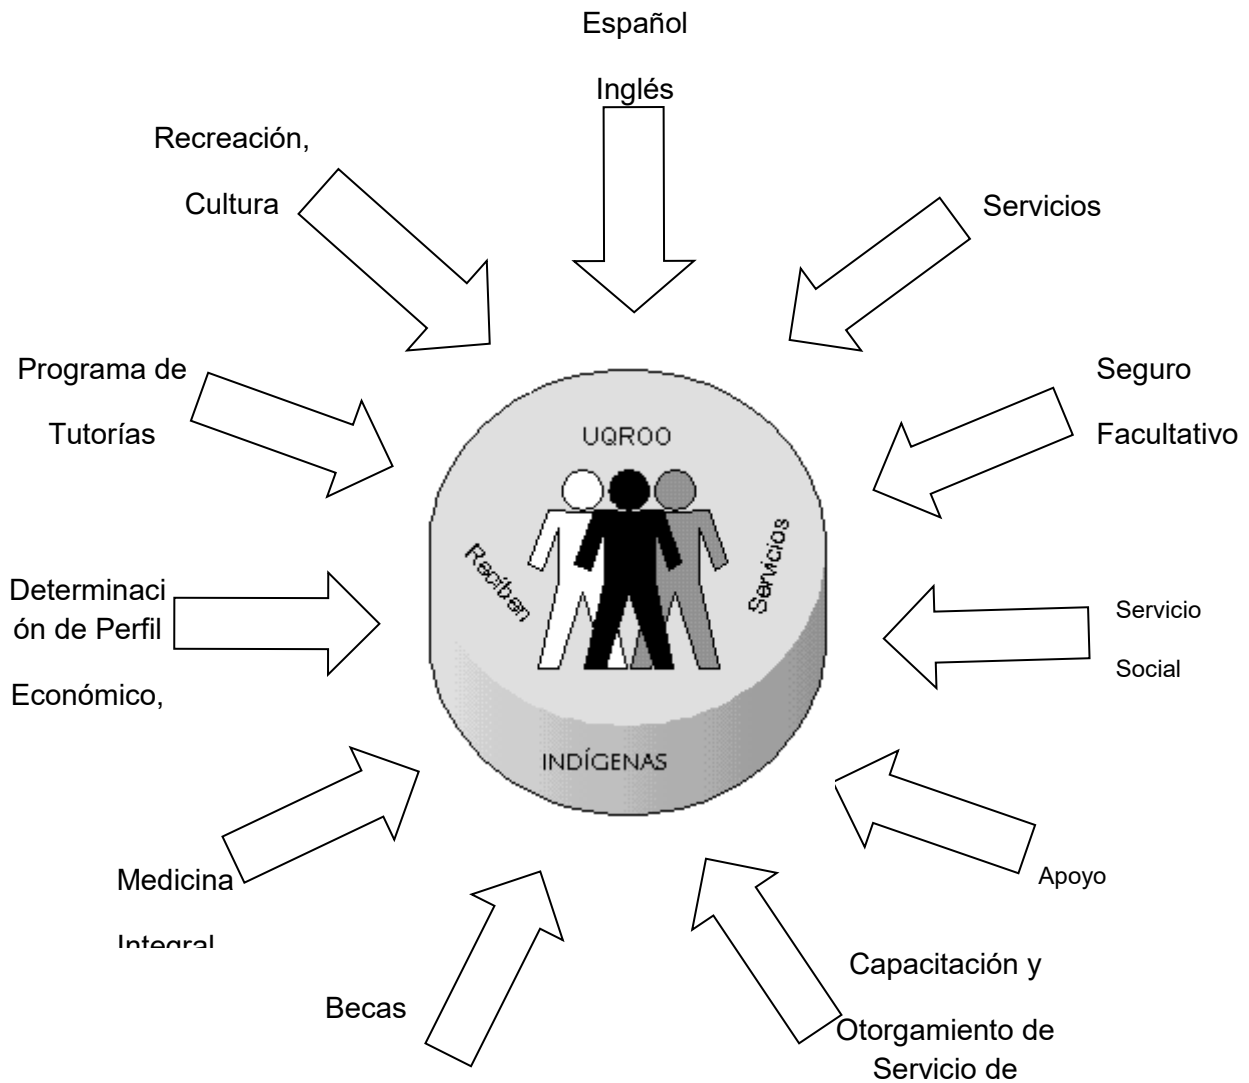 Español
Inglés
Recreación,
Cultura
Servicios
Programa de
Tutorías
Seguro
Facultativo
UQROO
Reciben
Servicios
INDÍGENAS
Determinaci
ón de Perfil
Económico,
Servicio
Social
Medicina
Integral
Apoyo
Becas
Capacitación y
Otorgamiento de
Servicio de